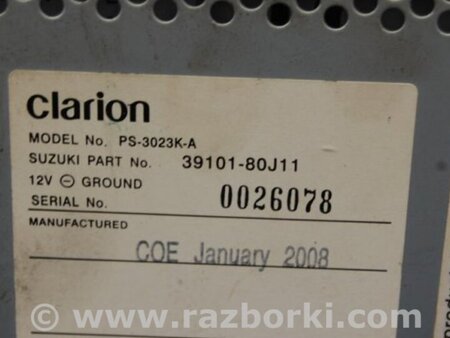 clarion
MODEL No. PS-3023K-A
SUZUKI PART No. 39101-80J11
12V ⊖ GROUND
SERIAL No. 0026078
MANUFACTURED
COE January 2008
www.razborki.com